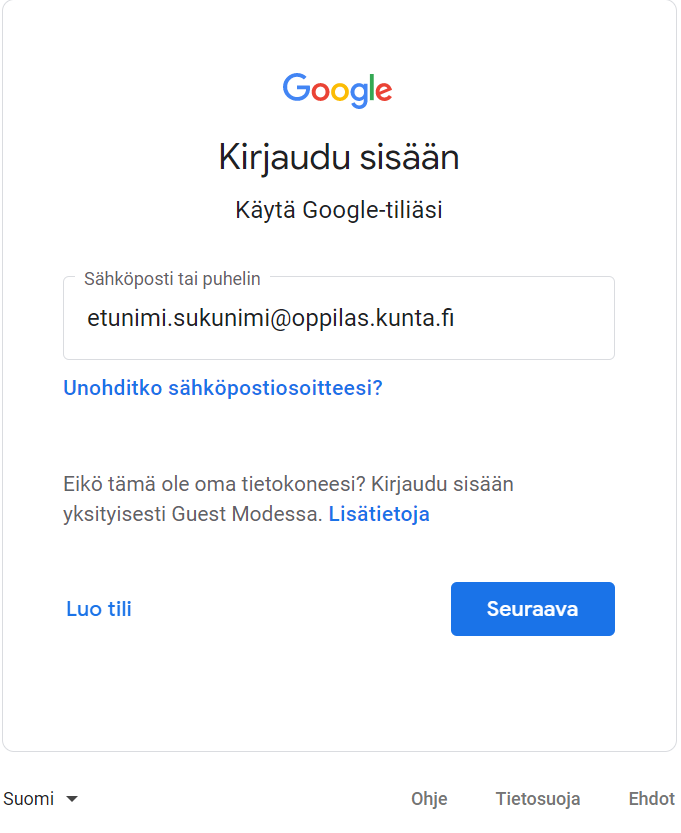 Google
Kirjaudu sisään
Käytä Google-tiliäsi
Sähköposti tai puhelin
etunimi.sukunimi@oppilas.kunta.fi
Unohditko sähköpostiosoitteesi?
Eikö tämä ole oma tietokoneesi? Kirjaudu sisään
yksityisesti Guest Modessa. Lisätietoja
Luo tili Seuraava
Suomi Ohje Tietosuoja Ehdot